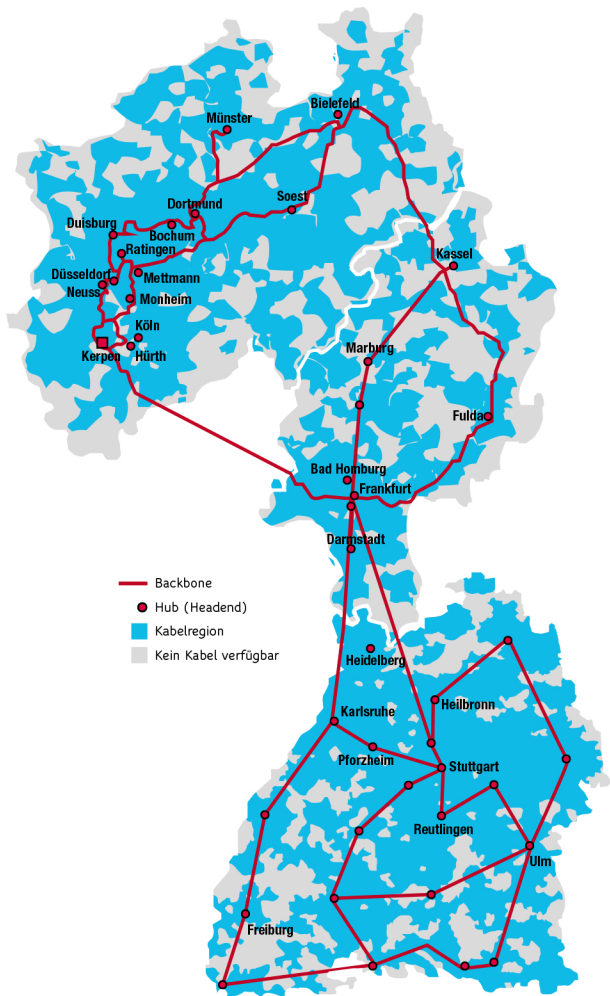 Bielefeld
Münster
Dortmund
Soest
Duisburg
Bochum
Ratingen
Kassel
Düsseldorf
Mettmann
Neuss
Monheim
Köln
Kerpen
Hürth
Marburg
Fulda
Bad Homburg
Frankfurt
Darmstadt
Backbone
Hub (Headend)
Kabelregion
Kein Kabel verfügbar
Heidelberg
Heilbronn
Karlsruhe
Pforzheim
Stuttgart
Reutlingen
Ulm
Freiburg